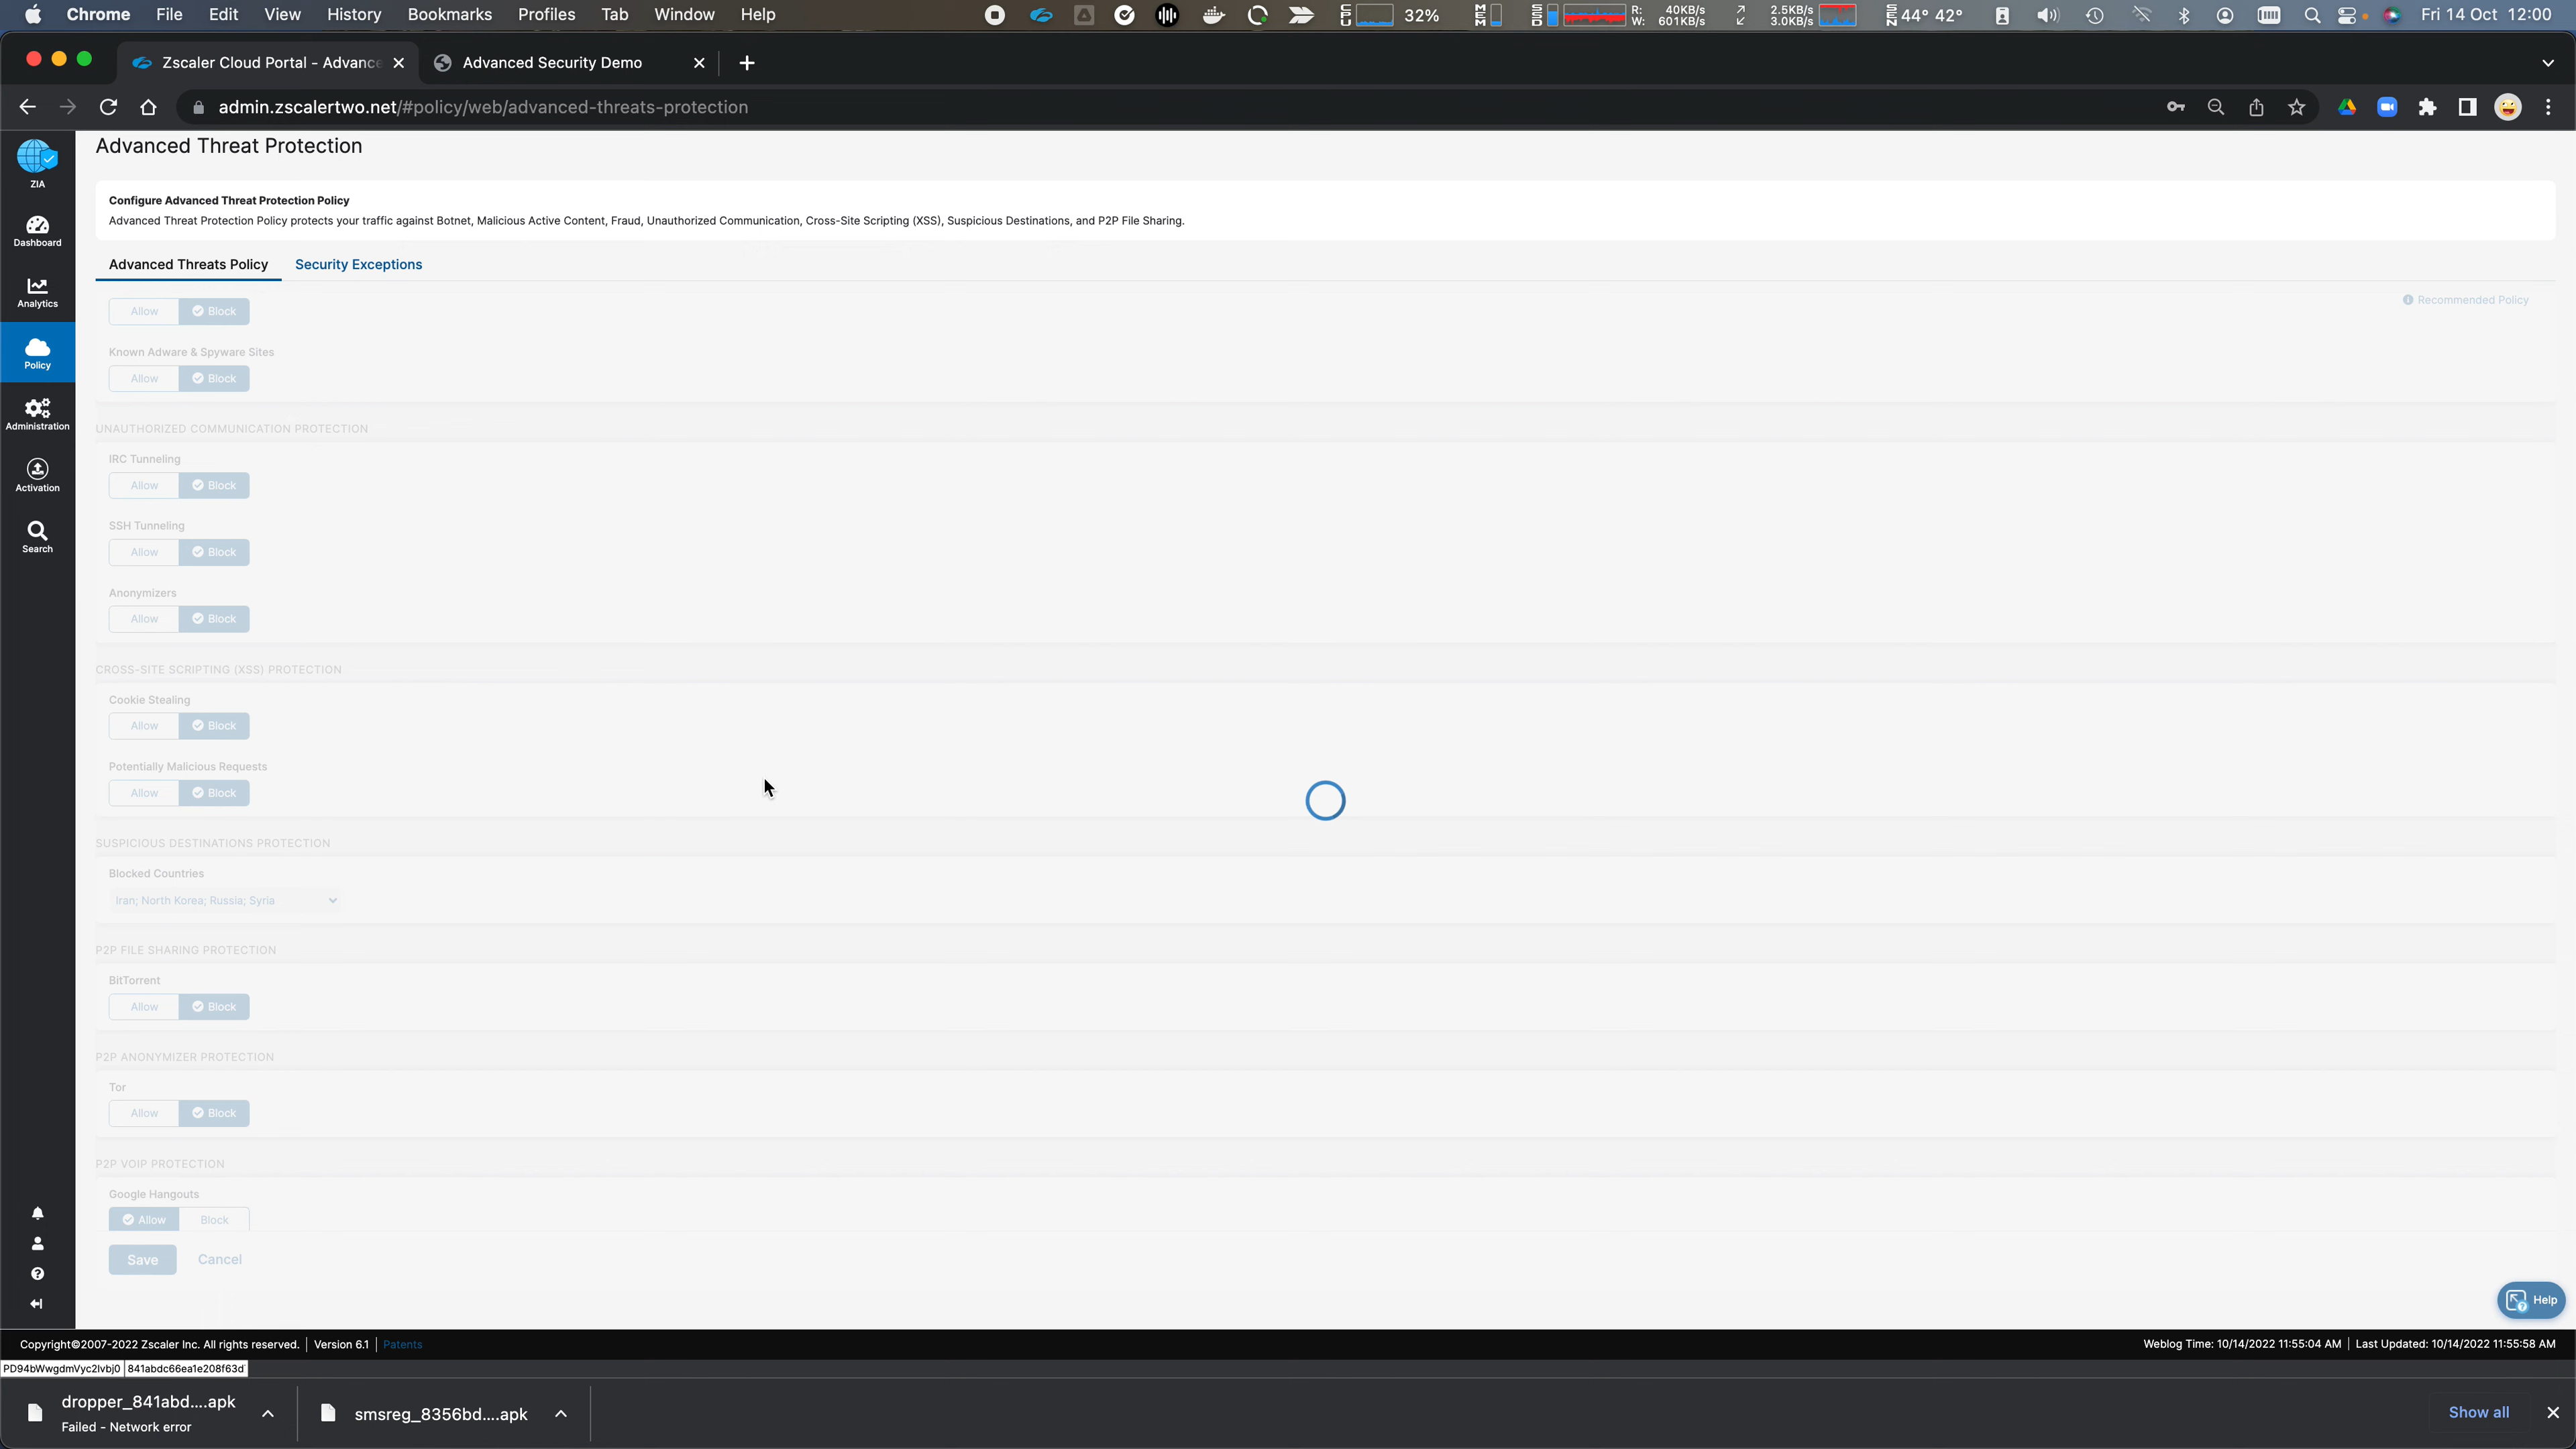 Chrome File Edit View History Bookmarks Profiles Tab Window Help
CPU 32% MEM SSD R: 40KB/s W: 601KB/s 2.5KB/s 3.0KB/s SEN 44° 42° Fri 14 Oct 12:00
Zscaler Cloud Portal - Advance
Advanced Security Demo
admin.zscalertwo.net/#policy/web/advanced-threats-protection
ZIA
Dashboard
Analytics
Policy
Administration
Activation
Search
Advanced Threat Protection
Configure Advanced Threat Protection Policy
Advanced Threat Protection Policy protects your traffic against Botnet, Malicious Active Content, Fraud, Unauthorized Communication, Cross-Site Scripting (XSS), Suspicious Destinations, and P2P File Sharing.
Advanced Threats Policy Security Exceptions
Recommended Policy
Allow Block
Known Adware & Spyware Sites
Allow Block
UNAUTHORIZED COMMUNICATION PROTECTION
IRC Tunneling
Allow Block
SSH Tunneling
Allow Block
Anonymizers
Allow Block
CROSS-SITE SCRIPTING (XSS) PROTECTION
Cookie Stealing
Allow Block
Potentially Malicious Requests
Allow Block
SUSPICIOUS DESTINATIONS PROTECTION
Blocked Countries
Iran; North Korea; Russia; Syria
P2P FILE SHARING PROTECTION
BitTorrent
Allow Block
P2P ANONYMIZER PROTECTION
Tor
Allow Block
P2P VOIP PROTECTION
Google Hangouts
Allow Block
Save Cancel
Help
Copyright©2007-2022 Zscaler Inc. All rights reserved. Version 6.1 Patents
Weblog Time: 10/14/2022 11:55:04 AM Last Updated: 10/14/2022 11:55:58 AM
PD94bWwgdmVyc2lvbj0 841abdc66ea1e208f63d
dropper_841abd....apk
Failed - Network error
smsreg_8356bd....apk
Show all